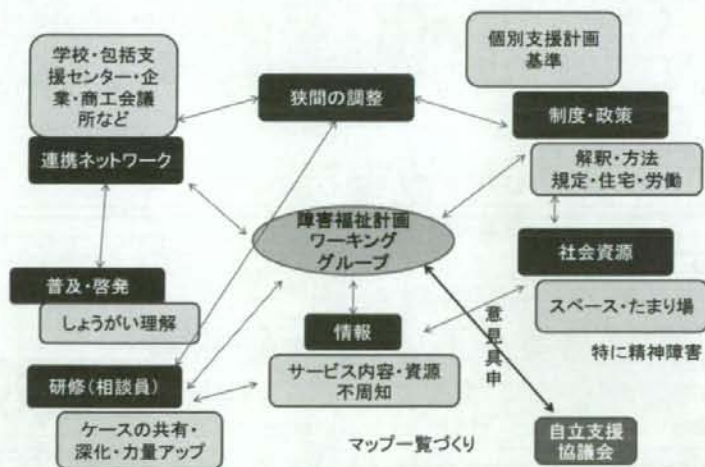 学校・包括支
援センター・企
業・商工会議
所など
連携ネットワーク
狭間の調整
個別支援計画
基準
制度・政策
解釈・方法
規定・住宅・労働
障害福祉計画
ワーキング
グループ
社会資源
スペース・たまり場
特に精神障害
普及・啓発
しょうがい理解
情報
サービス内容・資源
不周知
意見具申
研修(相談員)
ケースの共有・
深化・力量アップ
マップ一覧づくり
自立支援
協議会